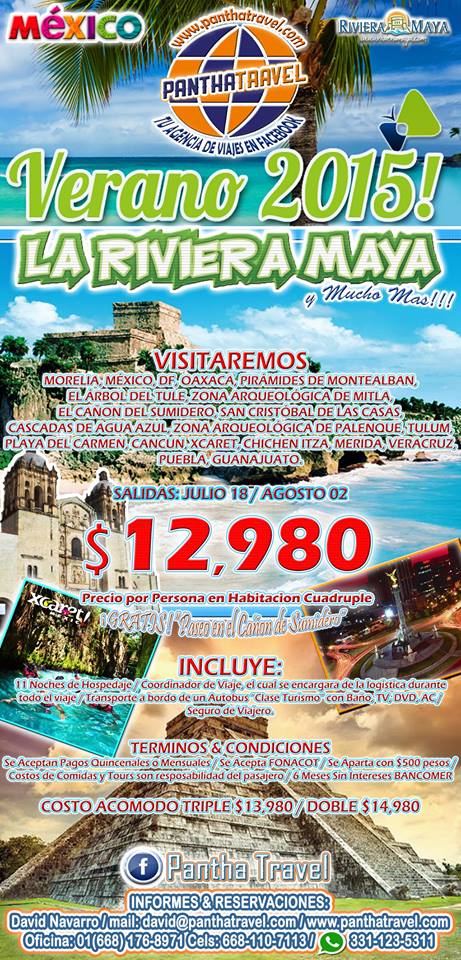 MÉXICO
www.panthatravel.com
RIVIERA MAYA
PANTHATRAVEL
TU AGENCIA DE VIAJES EN FACEBOOK
Verano 2015!
LA RIVIERA MAYA
y Mucho Mas!!!
VISITAREMOS
MORELIA, MÉXICO, DF, OAXACA, PIRÁMIDES DE MONTEALBAN,
EL ÁRBOL DEL TULE, ZONA ARQUEOLÓGICA DE MITLA,
EL CAÑON DEL SUMIDERO, SAN CRISTÓBAL DE LAS CASAS,
CASCADAS DE AGUA AZUL, ZONA ARQUEOLÓGICA DE PALENQUE, TULUM,
PLAYA DEL CARMEN, CANCÚN, XCARET, CHICHEN ITZA, MERIDA, VERACRUZ,
PUEBLA, GUANAJUATO.
SALIDAS: JULIO 18 / AGOSTO 02
$ 12,980
Precio por Persona en Habitacion Cuadruple
¡GRATIS! "Paseo en el Cañon de Sumidero"
xcaret!
INCLUYE:
11 Noches de Hospedaje / Coordinador de Viaje, el cual se encargara de la logistica durante
todo el viaje / Transporte a bordo de un Autobus "Clase Turismo" con Baño, TV, DVD, AC /
Seguro de Viajero.
TERMINOS & CONDICIONES
Se Aceptan Pagos Quincenales o Mensuales / Se Acepta FONACOT / Se Aparta con $500 pesos /
Costos de Comidas y Tours son resposabilidad del pasajero / 6 Meses Sin Intereses BANCOMER
COSTO ACOMODO TRIPLE $13,980 / DOBLE $14,980
f Pantha Travel
INFORMES & RESERVACIONES:
David Navarro / mail: david@panthatravel.com / www.panthatravel.com
Oficina: 01(668) 176-8971 Cels: 668-110-7113 / 331-123-5311